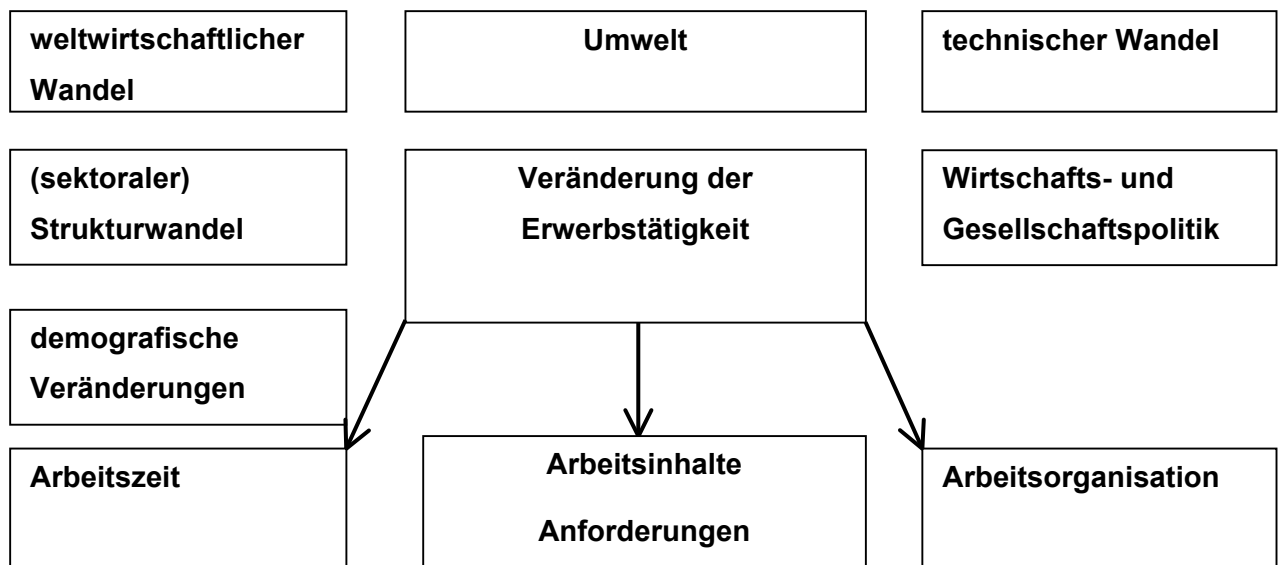 weltwirtschaftlicher
Wandel
Umwelt
technischer Wandel
(sektoraler)
Strukturwandel
Veränderung der
Erwerbstätigkeit
Wirtschafts- und
Gesellschaftspolitik
demografische
Veränderungen
Arbeitszeit
Arbeitsinhalte
Anforderungen
Arbeitsorganisation